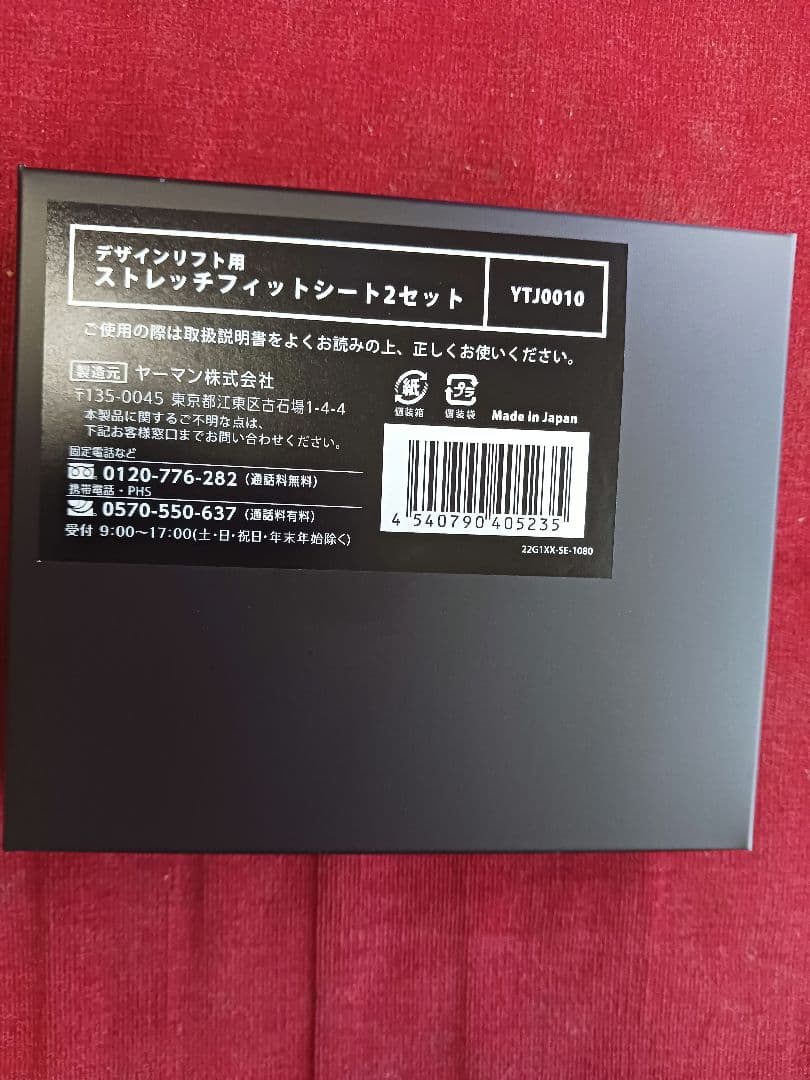 デザインリフト用
ストレッチフィットシート2セット
YTJ0010
ご使用の際は取扱説明書をよくお読みの上、正しくお使いください。
製造元 ヤーマン株式会社
〒135-0045 東京都江東区古石場1-4-4
本製品に関するご不明な点は、
下記お客様窓口までお問い合わせください。
固定電話など
0120-776-282(通話料無料)
携帯電話・PHS
0570-550-637(通話料有料)
受付 9:00〜17:00(土・日・祝日・年末年始除く)
紙
個装箱
プラ
個装袋
Made in Japan
4 540790 405235
22G1XX-SE-1080